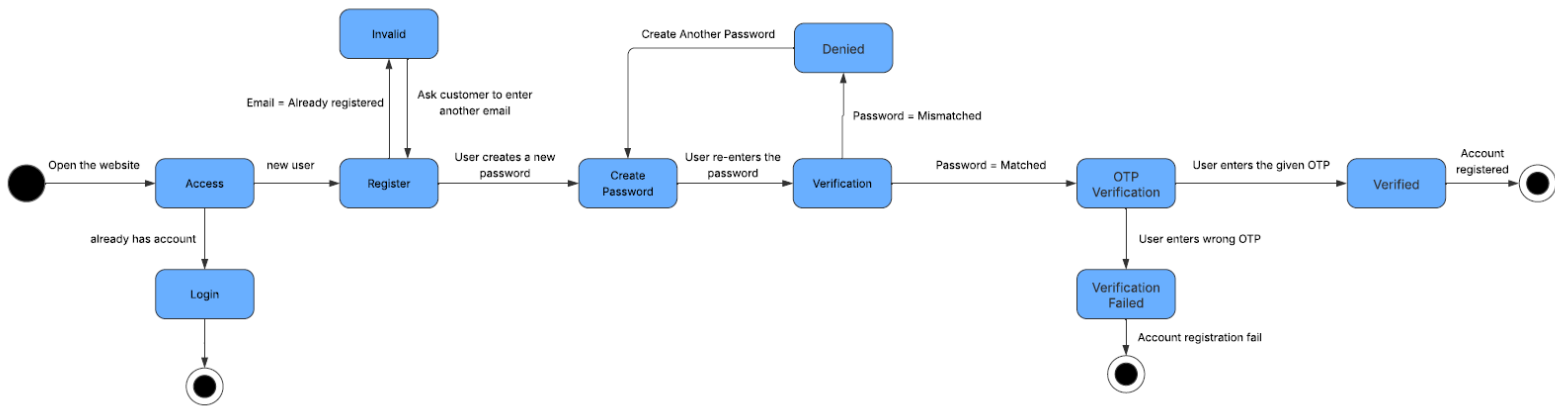 Invalid
Create Another Password
Denied
Email = Already registered
Ask customer to enter
another email
Password = Mismatched
Open the website
Access
new user
Register
User creates a new
password
Create
Password
User re-enters the
password
Verification
Password = Matched
OTP
Verification
User enters the given OTP
Verified
Account
registered
already has account
User enters wrong OTP
Login
Verification
Failed
Account registration fail